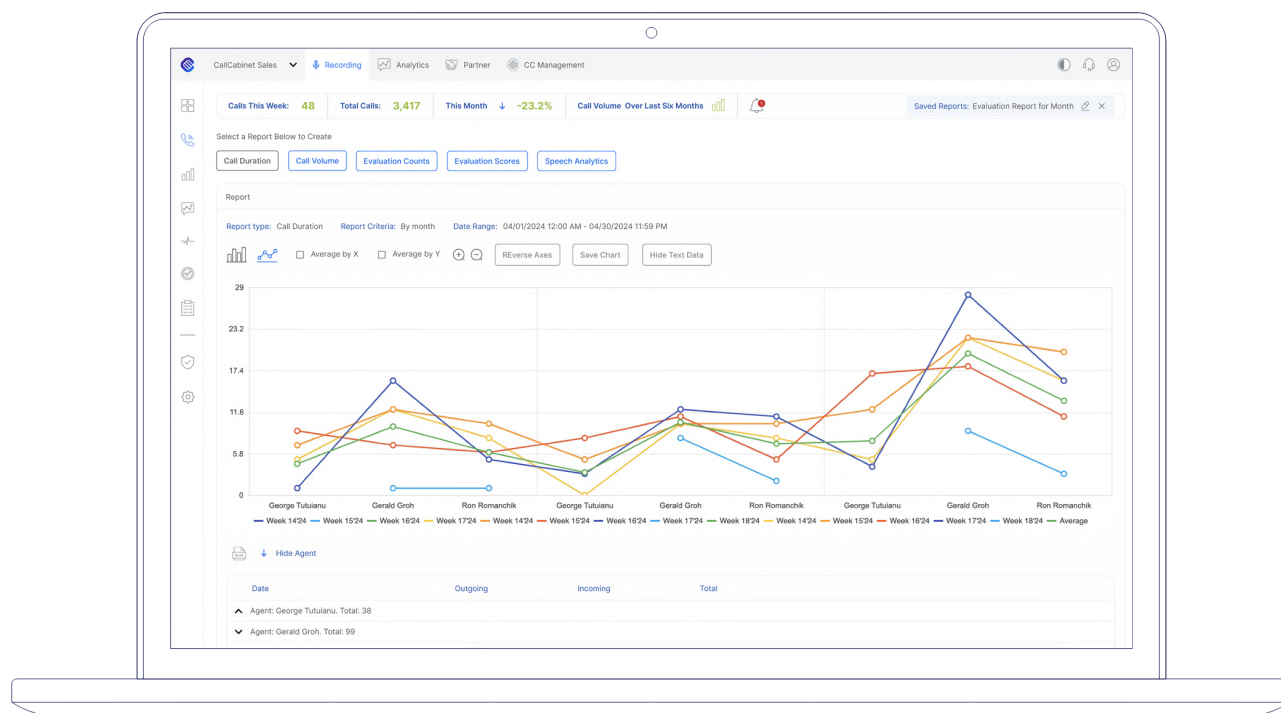 CallCabinet Sales Recording Analytics Partner CC Management
Calls This Week: 48 Total Calls: 3,417 This Month -23.2% Call Volume Over Last Six Months Saved Reports: Evaluation Report for Month
Select a Report Below to Create
Call Duration Call Volume Evaluation Counts Evaluation Scores Speech Analytics
Report
Report type: Call Duration Report Criteria: By month Date Range: 04/01/2024 12:00 AM - 04/30/2024 11:59 PM
Average by X Average by Y REverse Axes Save Chart Hide Text Data
29
23.2
17.4
11.6
5.8
0
George Tutuianu Gerald Groh Ron Romanchik George Tutuianu Gerald Groh Ron Romanchik George Tutuianu Gerald Groh Ron Romanchik
Week 14'24 Week 15'24 Week 16'24 Week 17'24 Week 14'24 Week 15'24 Week 16'24 Week 17'24 Week 18'24 Week 14'24 Week 15'24 Week 16'24 Week 17'24 Week 18'24 Average
Hide Agent
Date Outgoing Incoming Total
Agent: George Tutuianu. Total: 38
Agent: Gerald Groh. Total: 99